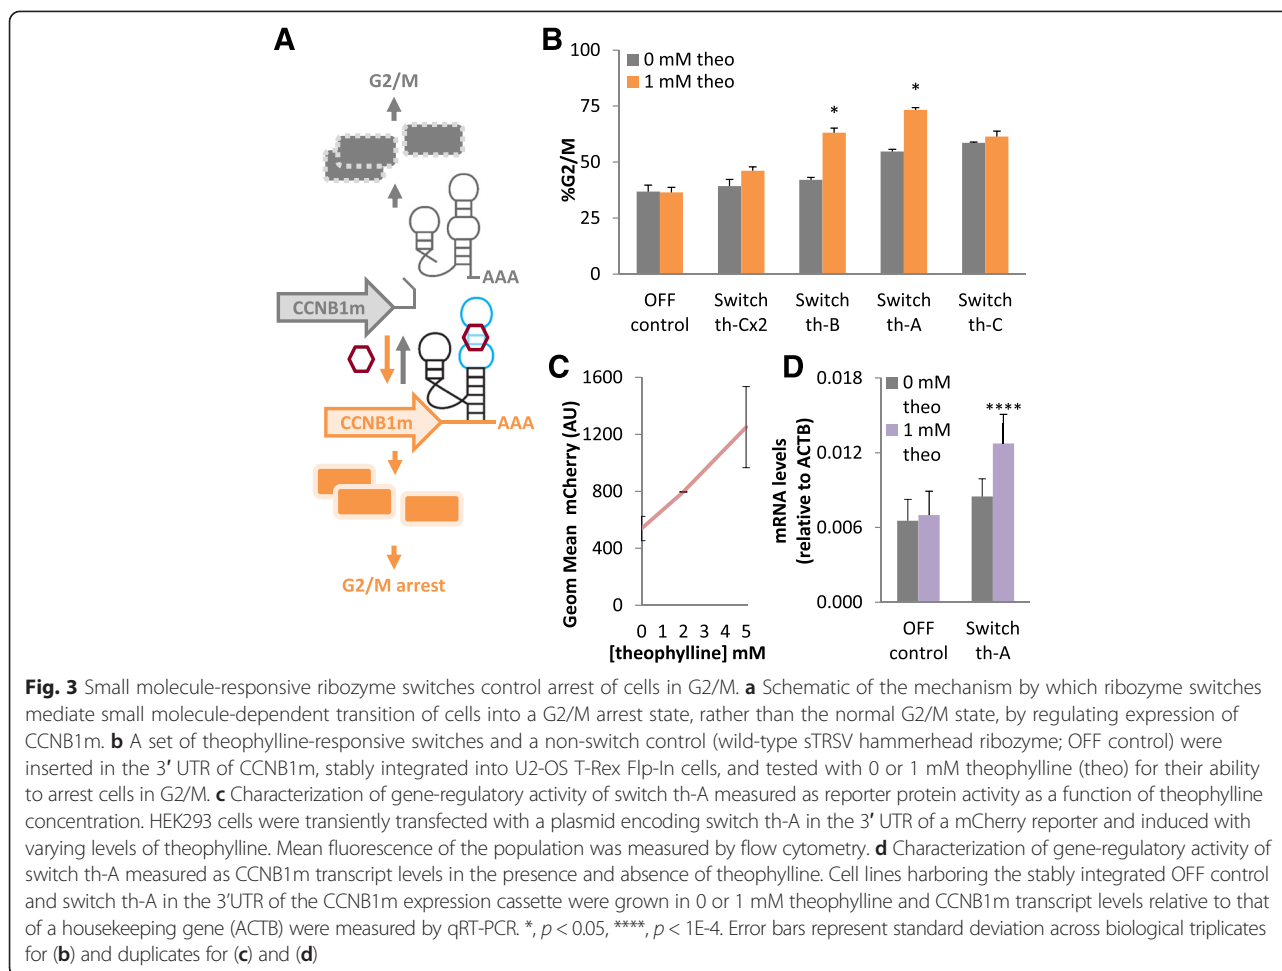 A
G2/M
AAA
CCNB1m
CCNB1m
AAA
G2/M arrest
B
100
75
50
25
0
%G2/M
0 mM theo
1 mM theo
*
*
OFF control
Switch th-Cx2
Switch th-B
Switch th-A
Switch th-C
C
1600
1200
800
400
0
Geom Mean mCherry (AU)
0 1 2 3 4 5
[theophylline] mM
D
0.018
0.012
0.006
0.000
mRNA levels
(relative to ACTB)
0 mM theo
1 mM theo
****
OFF control
Switch th-A
Fig. 3 Small molecule-responsive ribozyme switches control arrest of cells in G2/M. a Schematic of the mechanism by which ribozyme switches
mediate small molecule-dependent transition of cells into a G2/M arrest state, rather than the normal G2/M state, by regulating expression of
CCNB1m. b A set of theophylline-responsive switches and a non-switch control (wild-type sTRSV hammerhead ribozyme; OFF control) were
inserted in the 3′ UTR of CCNB1m, stably integrated into U2-OS T-Rex Flp-In cells, and tested with 0 or 1 mM theophylline (theo) for their ability
to arrest cells in G2/M. c Characterization of gene-regulatory activity of switch th-A measured as reporter protein activity as a function of theophylline
concentration. HEK293 cells were transiently transfected with a plasmid encoding switch th-A in the 3′ UTR of a mCherry reporter and induced with
varying levels of theophylline. Mean fluorescence of the population was measured by flow cytometry. d Characterization of gene-regulatory activity of
switch th-A measured as CCNB1m transcript levels in the presence and absence of theophylline. Cell lines harboring the stably integrated OFF control
and switch th-A in the 3′UTR of the CCNB1m expression cassette were grown in 0 or 1 mM theophylline and CCNB1m transcript levels relative to that
of a housekeeping gene (ACTB) were measured by qRT-PCR. *, p < 0.05, ****, p < 1E-4. Error bars represent standard deviation across biological triplicates
for (b) and duplicates for (c) and (d)